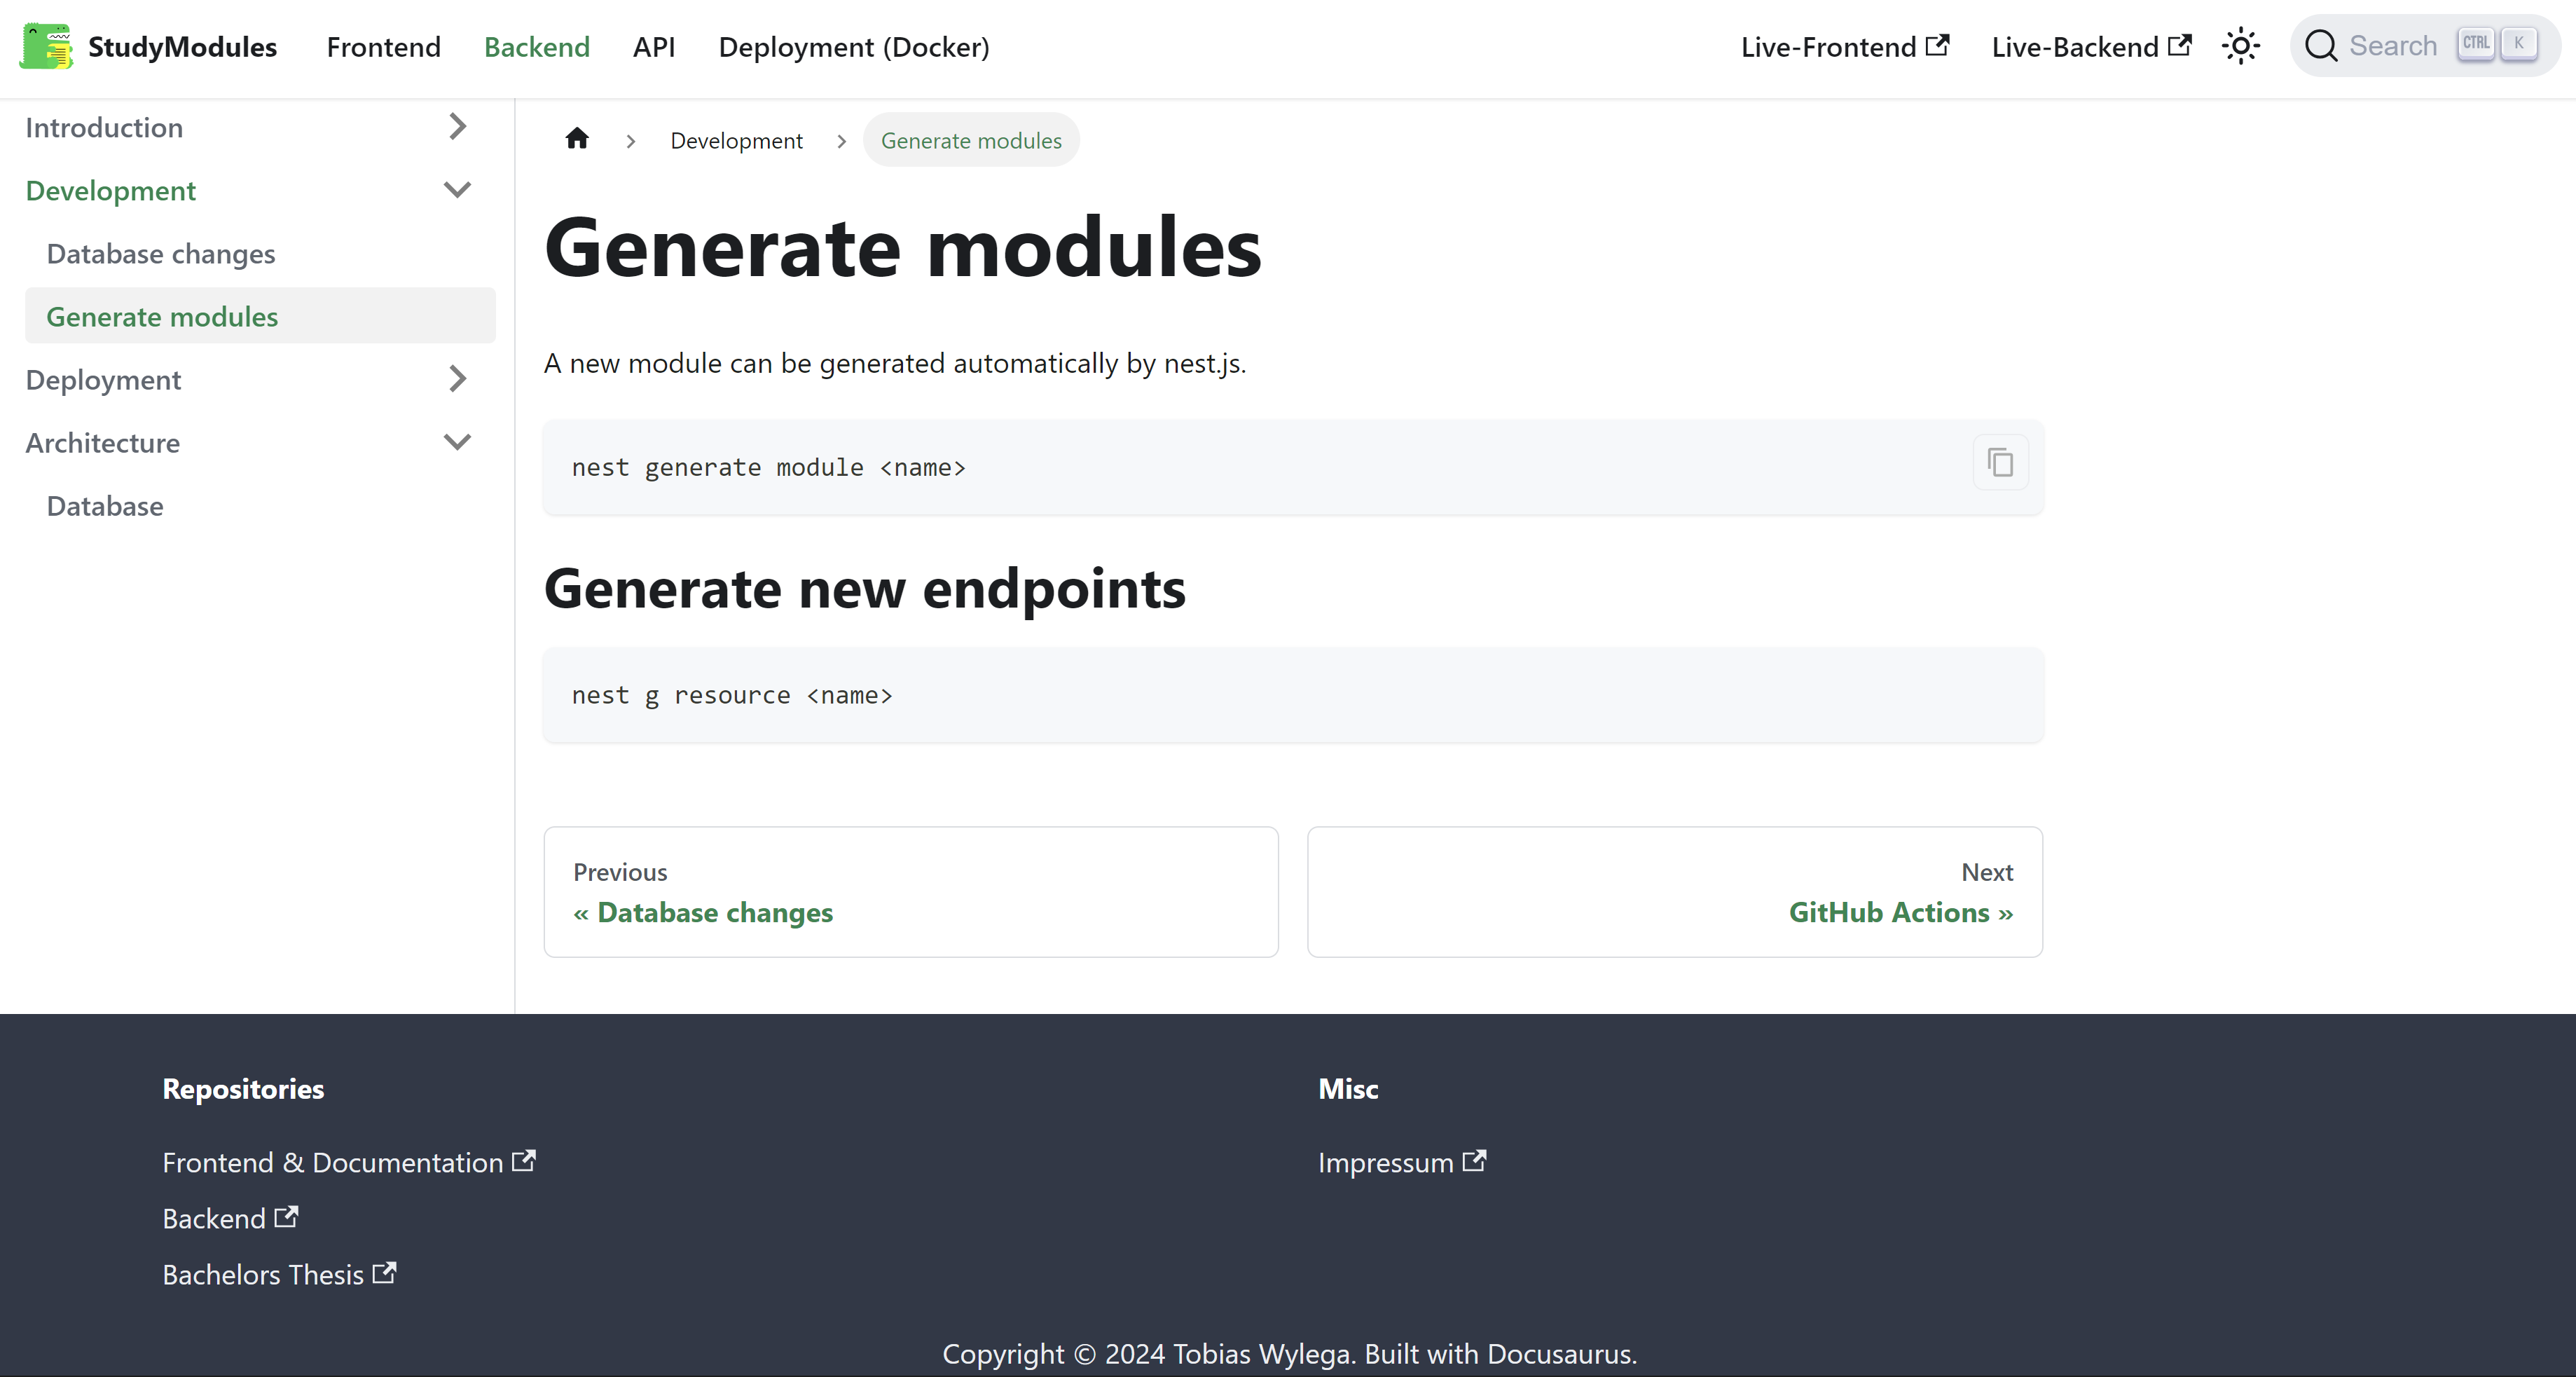 StudyModules Frontend Backend API Deployment (Docker) Live-Frontend Live-Backend Search CTRL K
Introduction
Development
Database changes
Generate modules
Deployment
Architecture
Database
Development Generate modules
Generate modules
A new module can be generated automatically by nest.js.
nest generate module <name>
Generate new endpoints
nest g resource <name>
Previous
« Database changes
Next
GitHub Actions »
Repositories
Frontend & Documentation
Backend
Bachelors Thesis
Misc
Impressum
Copyright © 2024 Tobias Wylega. Built with Docusaurus.